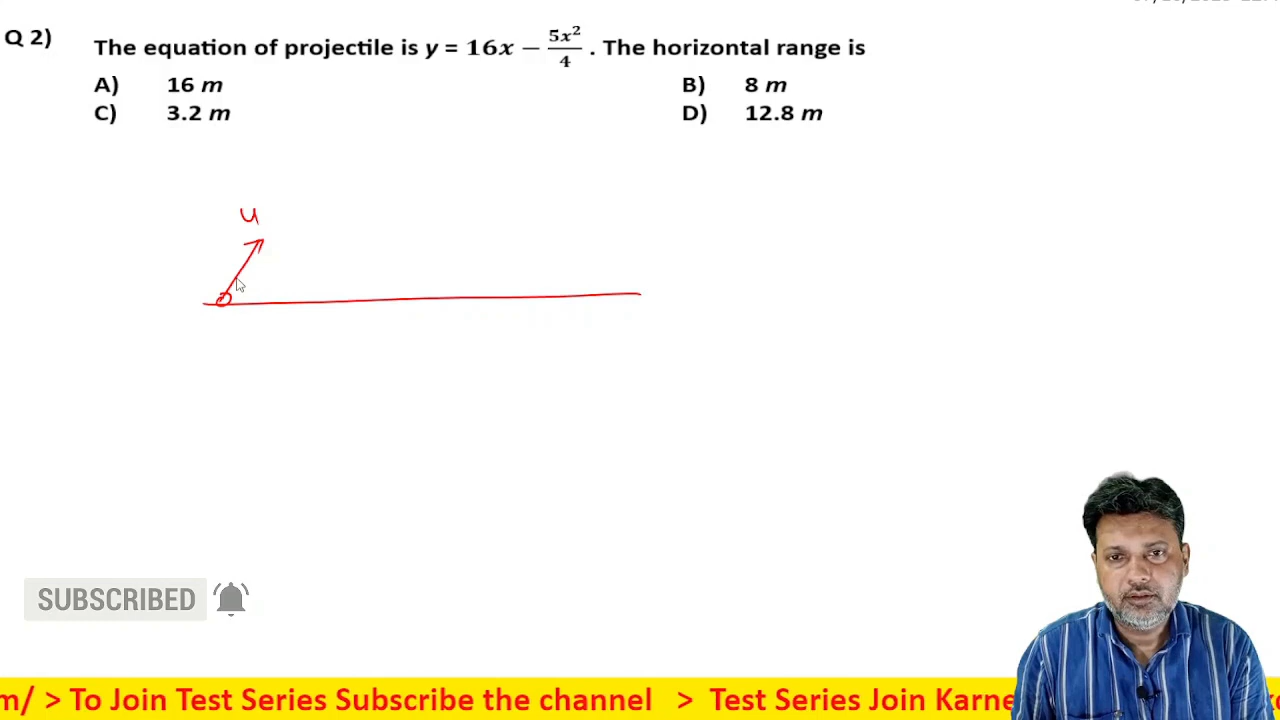 Q 2) The equation of projectile is y = 16x − 5x²/4 . The horizontal range is
A) 16 m B) 8 m
C) 3.2 m D) 12.8 m
u
SUBSCRIBED
m/ > To Join Test Series Subscribe the channel > Test Series Join Karne